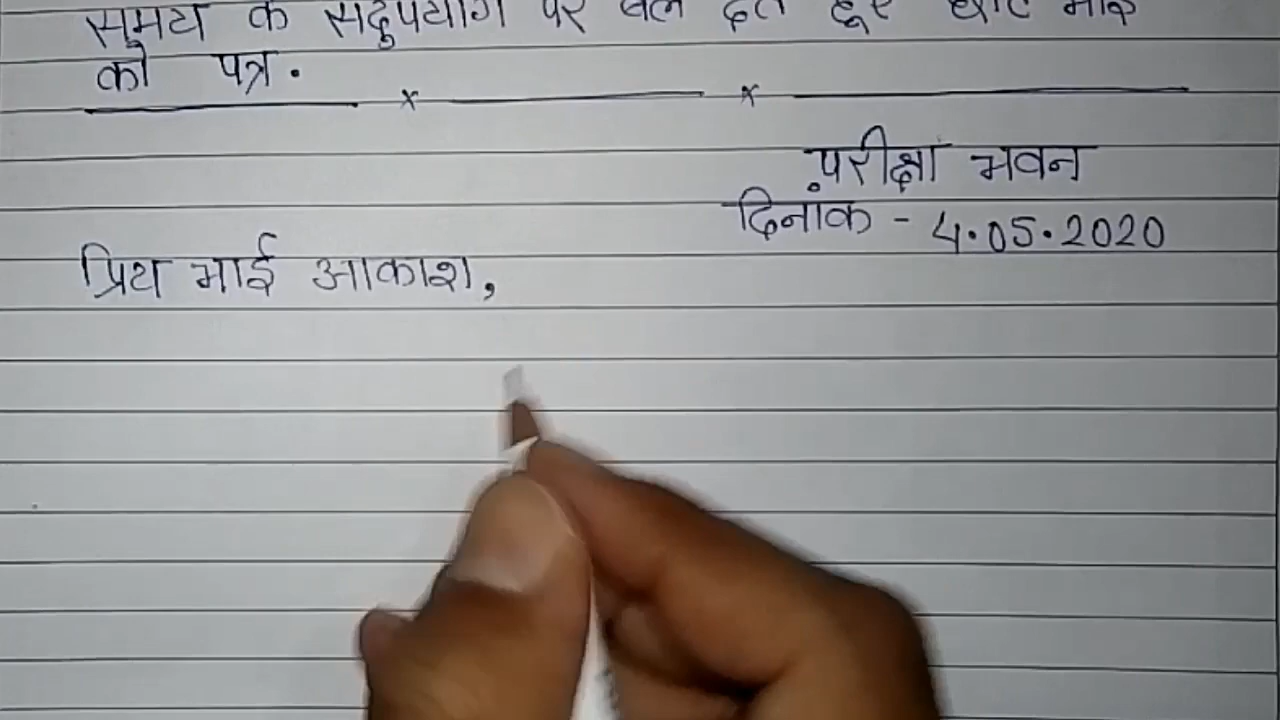 समय के सदुपयोग पर बल देते हुए छोटे भाई
को पत्र.
परीक्षा भवन
दिनांक - 4.05.2020
प्रिय भाई आकाश,